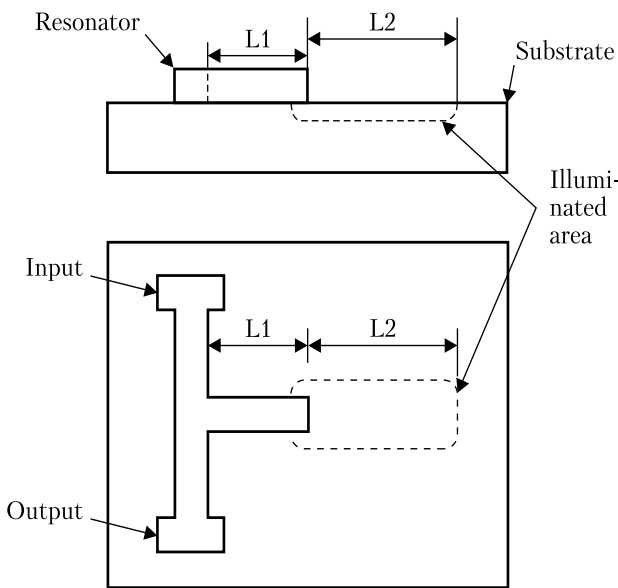 Resonator
L1
L2
Substrate
Illumi-
nated
area
Input
L1
L2
Output